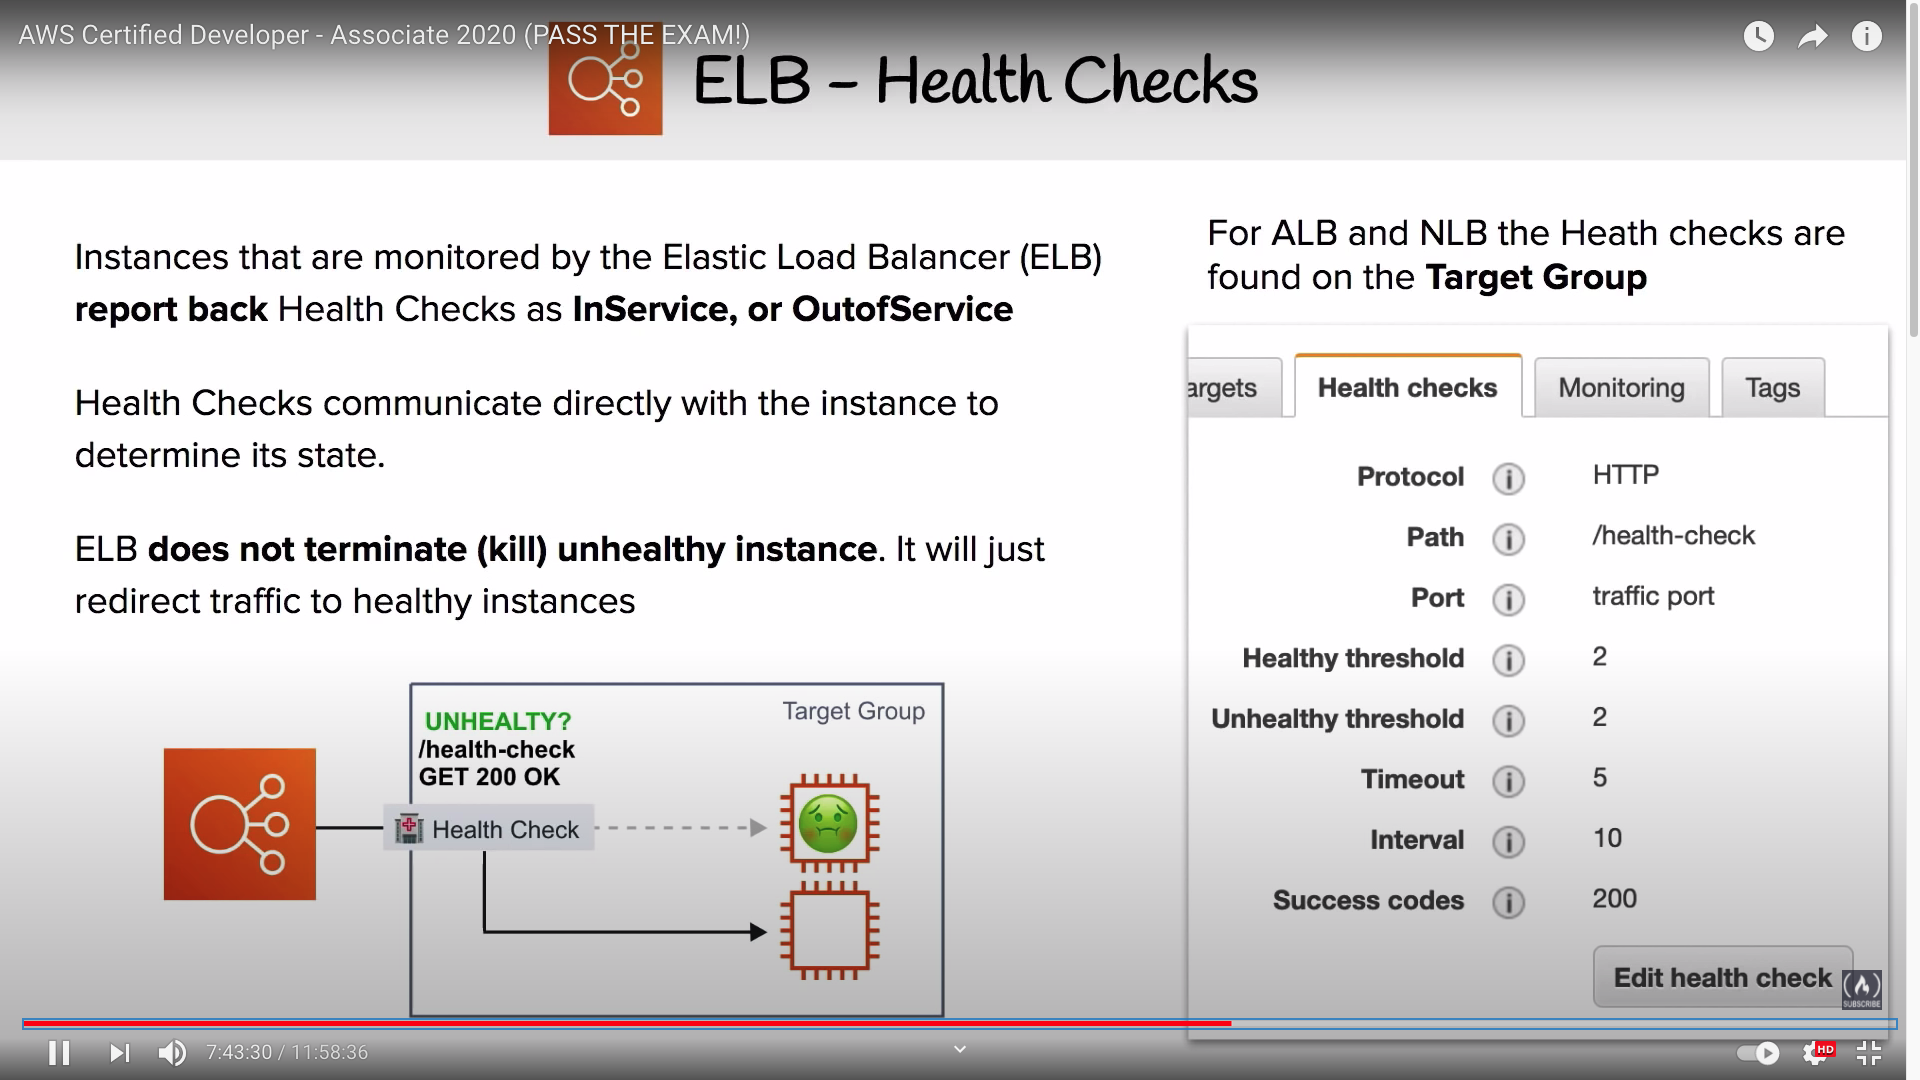 AWS Certified Developer - Associate 2020 (PASS THE EXAM!)
ELB – Health Checks
Instances that are monitored by the Elastic Load Balancer (ELB)
report back Health Checks as InService, or OutofService
Health Checks communicate directly with the instance to
determine its state.
ELB does not terminate (kill) unhealthy instance. It will just
redirect traffic to healthy instances
UNHEALTY?
/health-check
GET 200 OK
Target Group
Health Check
For ALB and NLB the Heath checks are
found on the Target Group
argets Health checks Monitoring Tags
Protocol i HTTP
Path i /health-check
Port i traffic port
Healthy threshold i 2
Unhealthy threshold i 2
Timeout i 5
Interval i 10
Success codes i 200
Edit health check
SUBSCRIBE
7:43:30 / 11:58:36
HD